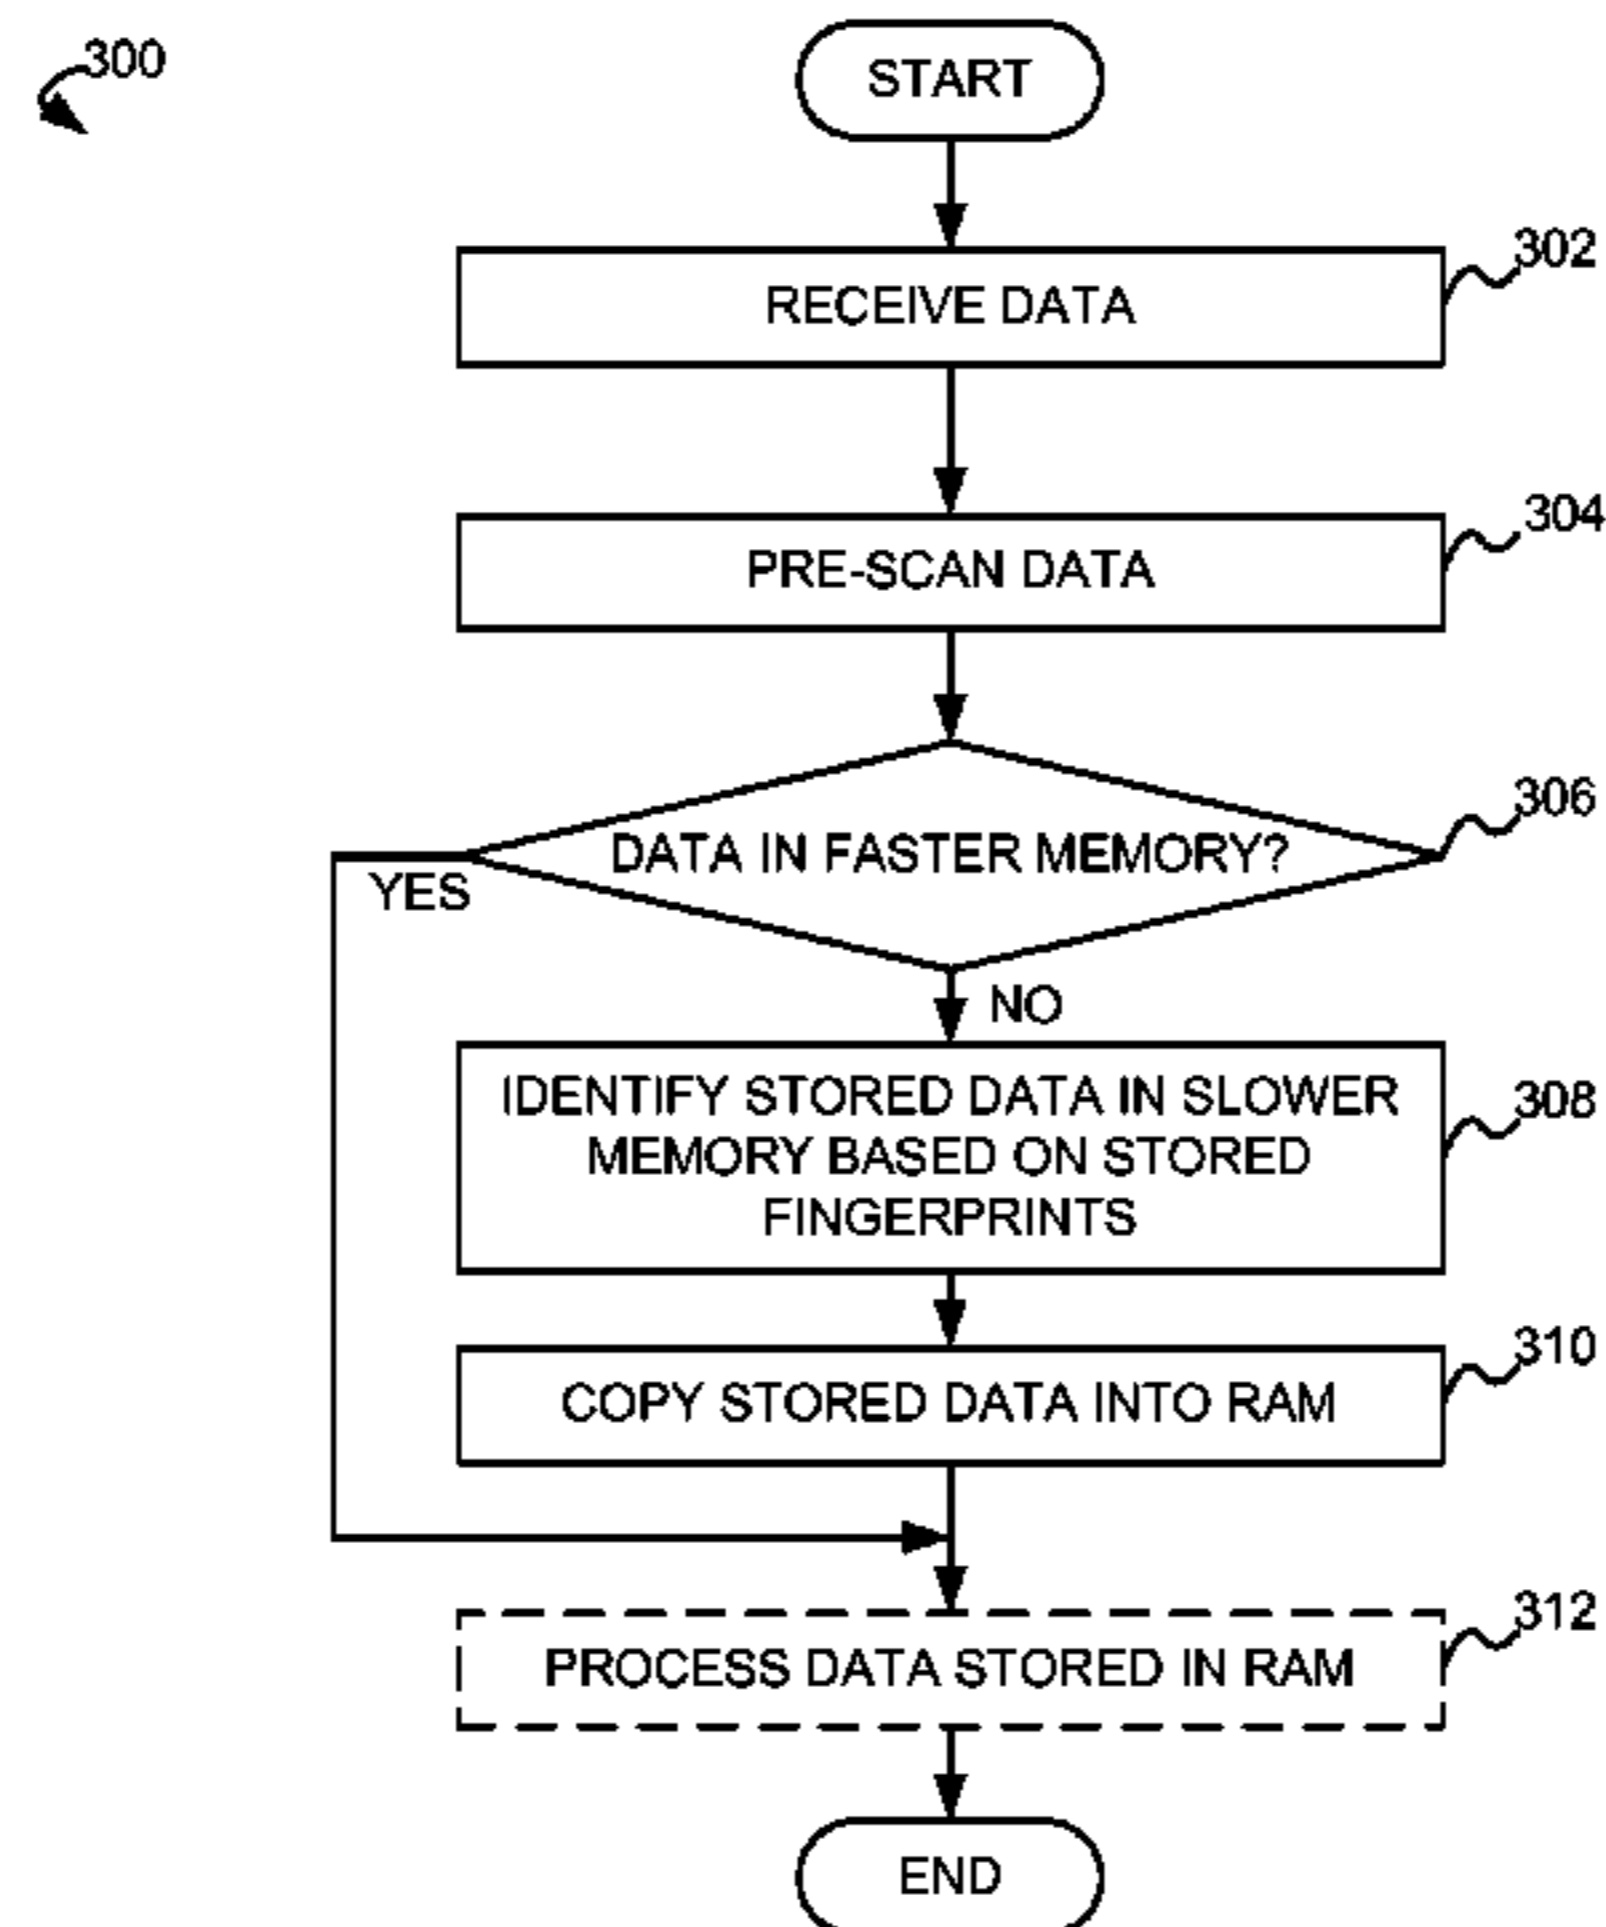 300
START
302
RECEIVE DATA
304
PRE-SCAN DATA
306
DATA IN FASTER MEMORY?
YES
NO
308
IDENTIFY STORED DATA IN SLOWER
MEMORY BASED ON STORED
FINGERPRINTS
310
COPY STORED DATA INTO RAM
312
PROCESS DATA STORED IN RAM
END